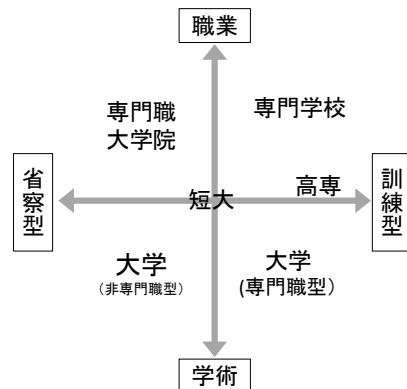 職業
専門職
大学院
専門学校
省察型
訓練型
高専
短大
大学
（非専門職型）
大学
(専門職型）
学術